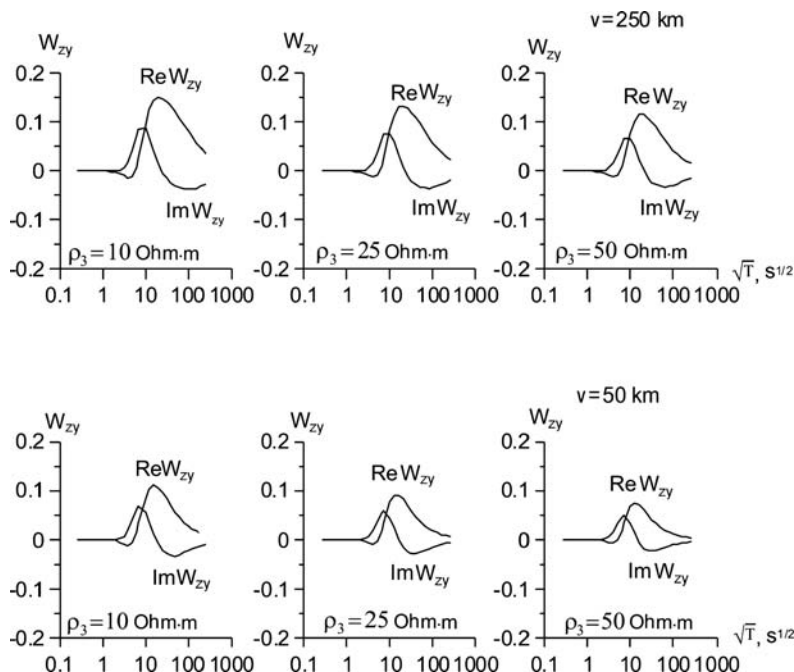 v=250 km
W_zy W_zy W_zy
0.2 0.2 0.2
ReW_zy ReW_zy ReW_zy
0.1 0.1 0.1
0 0 0
ImW_zy ImW_zy ImW_zy
-0.1 -0.1 -0.1
ρ₃=10 Ohm·m ρ₃=25 Ohm·m ρ₃=50 Ohm·m
-0.2 -0.2 -0.2
0.1 1 10 100 1000 0.1 1 10 100 1000 0.1 1 10 100 1000 √T, s^1/2
v=50 km
W_zy W_zy W_zy
0.2 0.2 0.2
ReW_zy ReW_zy ReW_zy
0.1 0.1 0.1
0 0 0
ImW_zy ImW_zy ImW_zy
-0.1 -0.1 -0.1
ρ₃=10 Ohm·m ρ₃=25 Ohm·m ρ₃=50 Ohm·m
-0.2 -0.2 -0.2
0.1 1 10 100 1000 0.1 1 10 100 1000 0.1 1 10 100 1000 √T, s^1/2